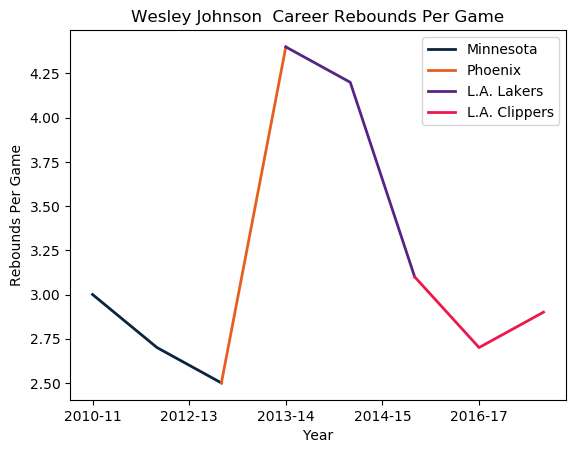 Wesley Johnson  Career Rebounds Per Game
Minnesota
Phoenix
L.A. Lakers
L.A. Clippers
Rebounds Per Game
4.25
4.00
3.75
3.50
3.25
3.00
2.75
2.50
2010-11 2012-13 2013-14 2014-15 2016-17
Year